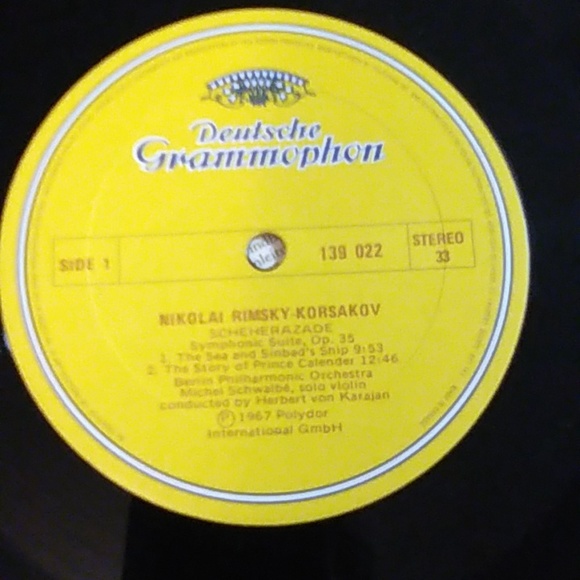 Deutsche
Grammophon
SIDE 1
139 022
STEREO
33
NIKOLAI RIMSKY-KORSAKOV
SCHEHERAZADE
Symphonic Suite, Op. 35
1. The Sea and Sinbad's Ship 9:53
2. The Story of Prince Calender 12:46
Berlin Philharmonic Orchestra
Michel Schwalbé, solo violin
conducted by Herbert von Karajan
Ⓟ 1967 Polydor
International GmbH